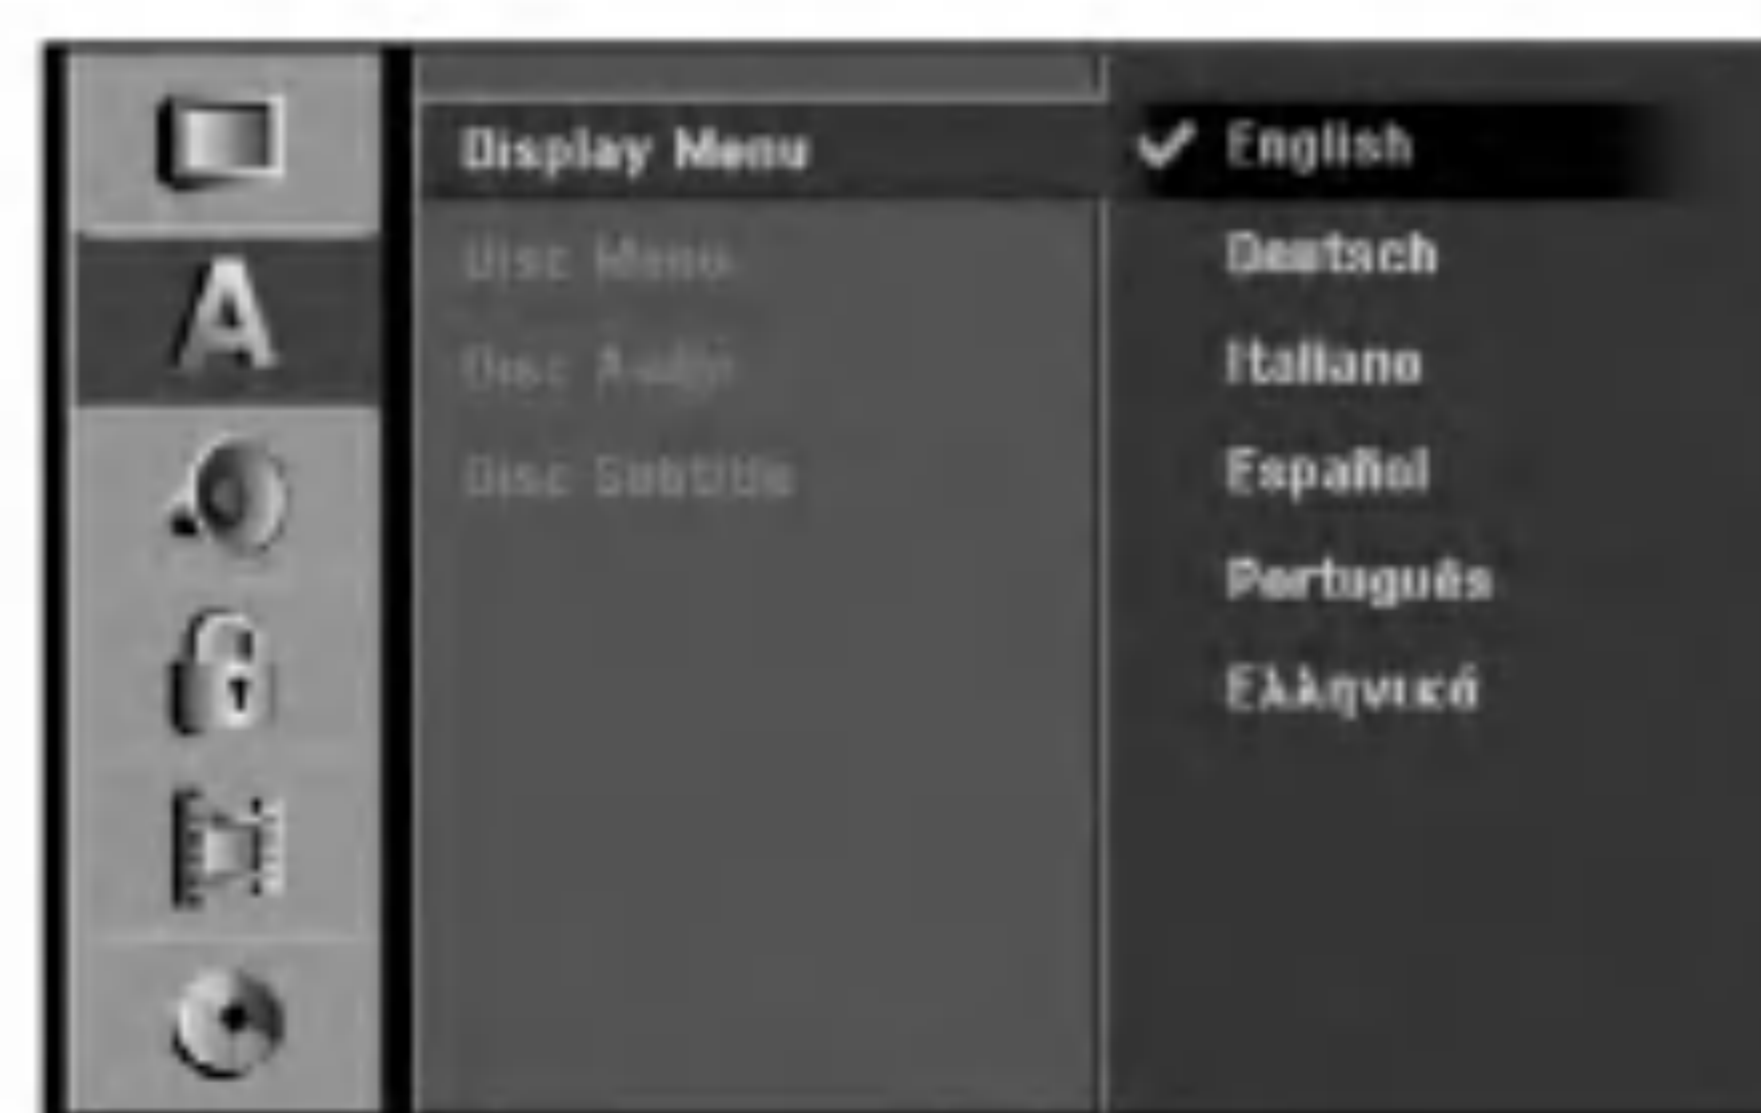 A
Display Menu
Disc Menu
Disc Audio
Disc Subtitle
English
Deutsch
Italiano
Español
Português
Ελληνικά